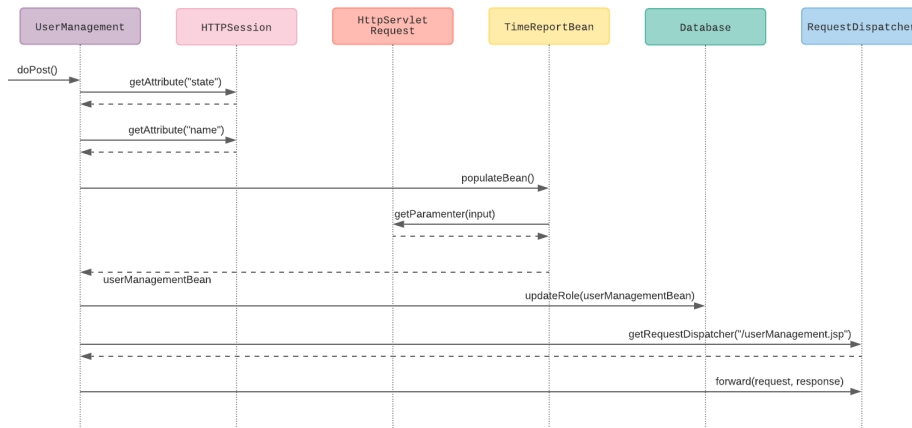 UserManagement
HTTPSession
HttpServlet
Request
TimeReportBean
Database
RequestDispatcher
doPost()
getAttribute("state")
getAttribute("name")
populateBean()
getParamenter(input)
userManagementBean
updateRole(userManagementBean)
getRequestDispatcher("/userManagement.jsp")
forward(request, response)